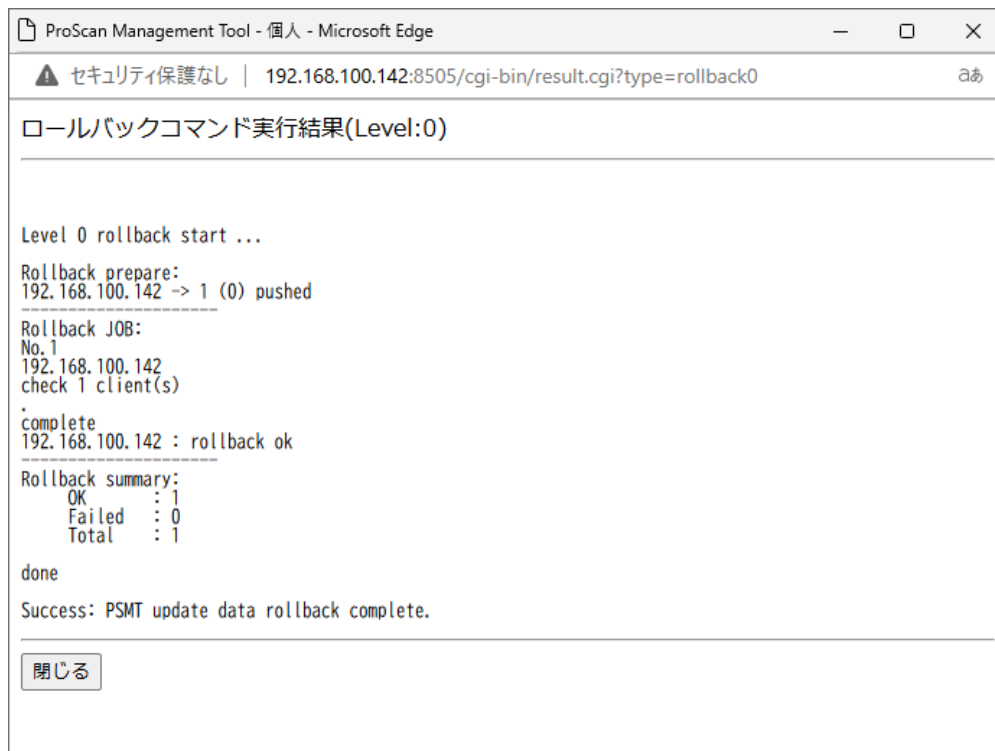 ProScan Management Tool - 個人 - Microsoft Edge
セキュリティ保護なし | 192.168.100.142:8505/cgi-bin/result.cgi?type=rollback0 aあ
ロールバックコマンド実行結果(Level:0)
Level 0 rollback start ...
Rollback prepare:
192.168.100.142 -> 1 (0) pushed
---------------------
Rollback JOB:
No.1
192.168.100.142
check 1 client(s)
.
complete
192.168.100.142 : rollback ok
---------------------
Rollback summary:
OK : 1
Failed : 0
Total : 1
done
Success: PSMT update data rollback complete.
閉じる